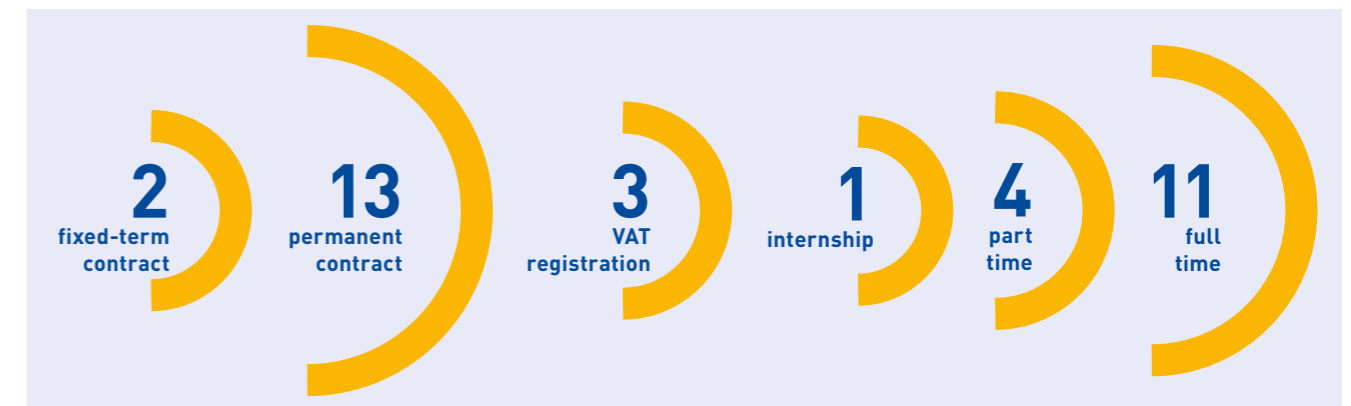 2
fixed-term
contract
13
permanent
contract
3
VAT
registration
1
internship
4
part
time
11
full
time